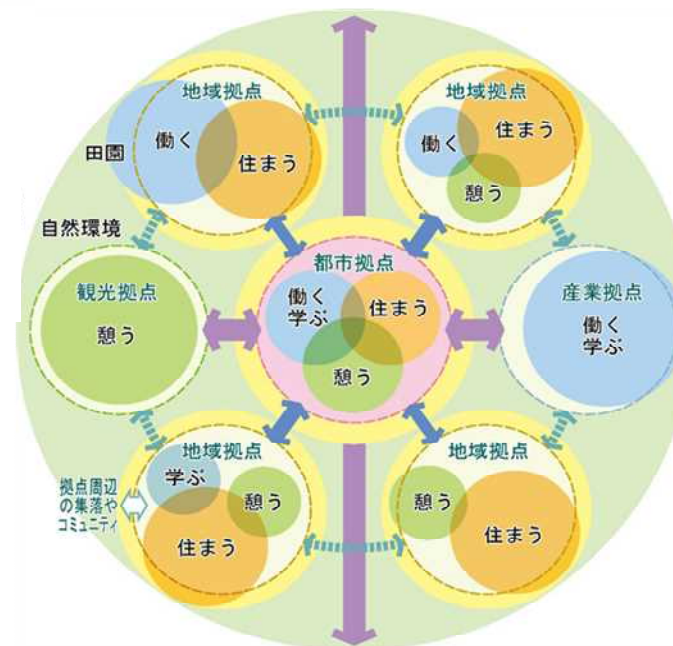 地域拠点
働く
住まう
田園
地域拠点
働く
住まう
憩う
自然環境
観光拠点
憩う
都市拠点
働く
学ぶ
住まう
憩う
産業拠点
働く
学ぶ
地域拠点
学ぶ
憩う
住まう
拠点周辺
の集落や
コミュニティ
地域拠点
憩う
住まう